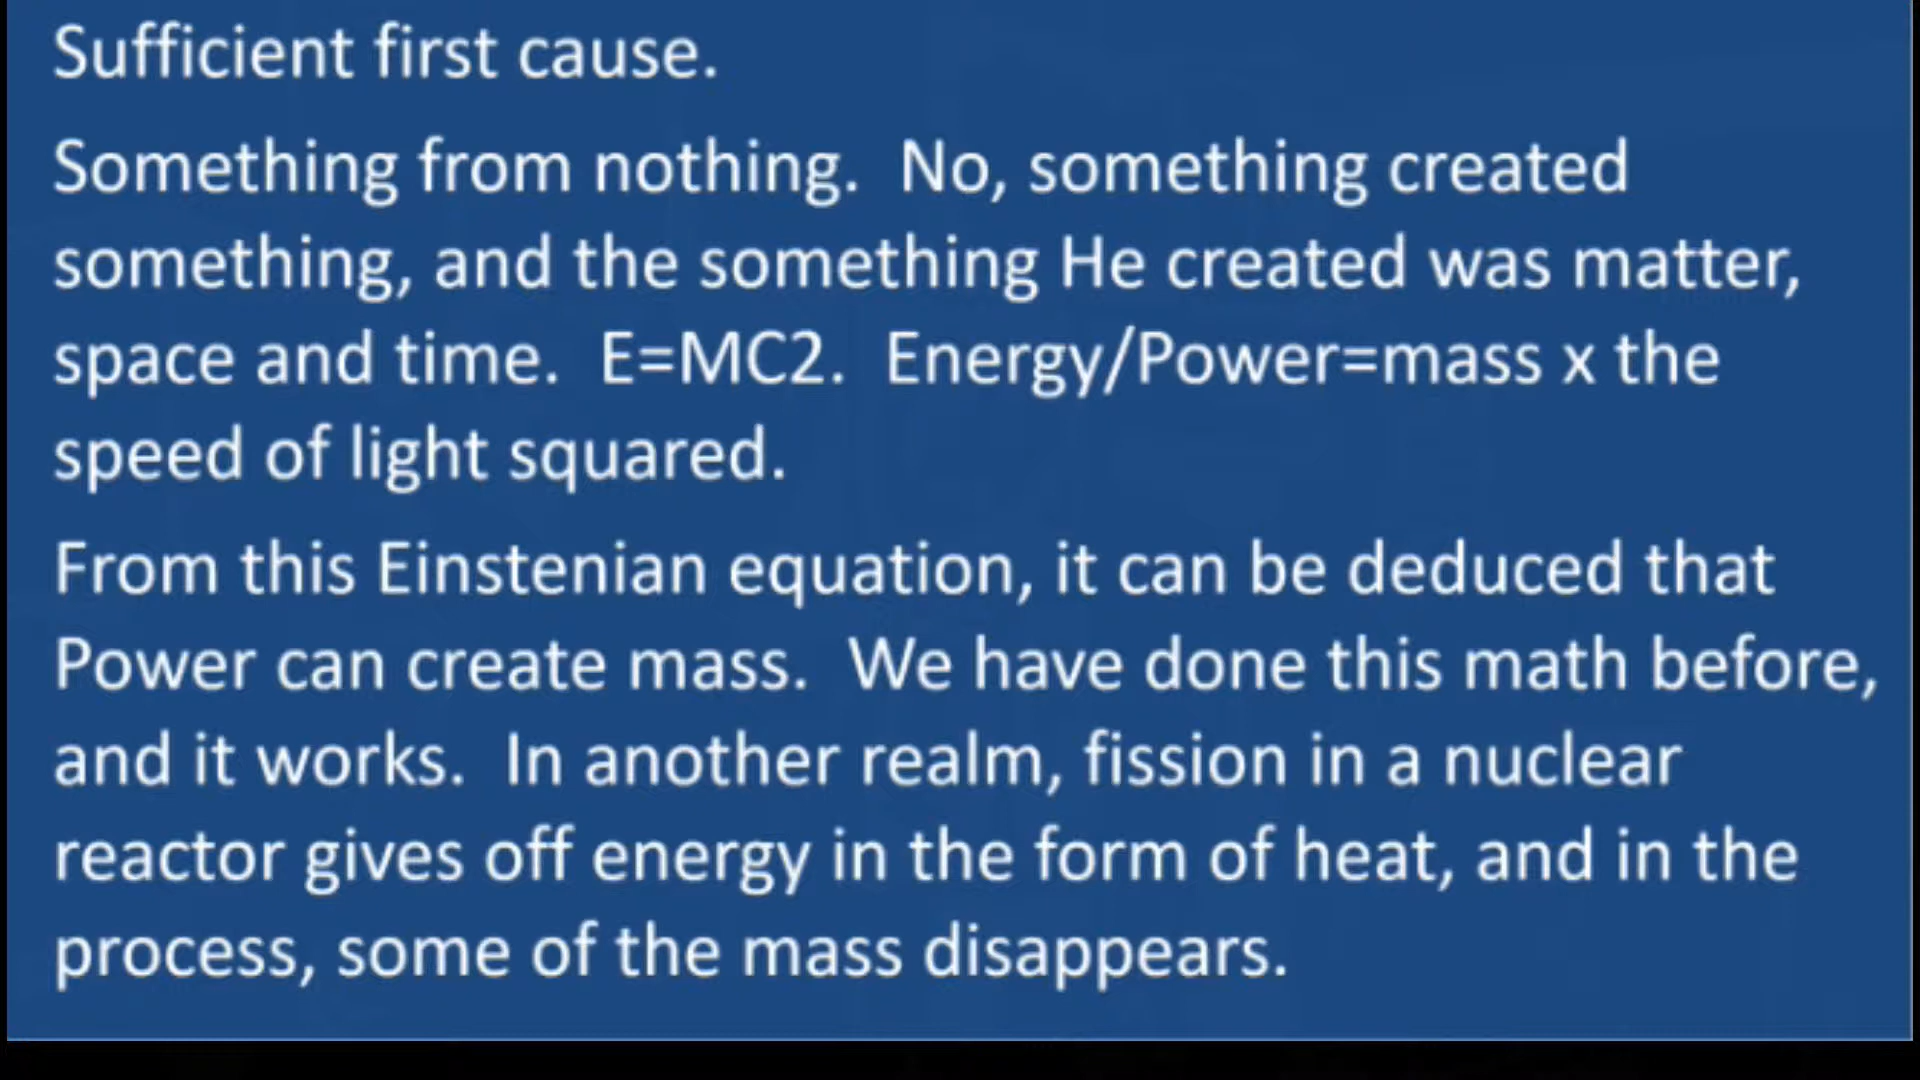 Sufficient first cause.
Something from nothing.  No, something created
something, and the something He created was matter,
space and time.  E=MC2.  Energy/Power=mass x the
speed of light squared.
From this Einstenian equation, it can be deduced that
Power can create mass.  We have done this math before,
and it works.  In another realm, fission in a nuclear
reactor gives off energy in the form of heat, and in the
process, some of the mass disappears.